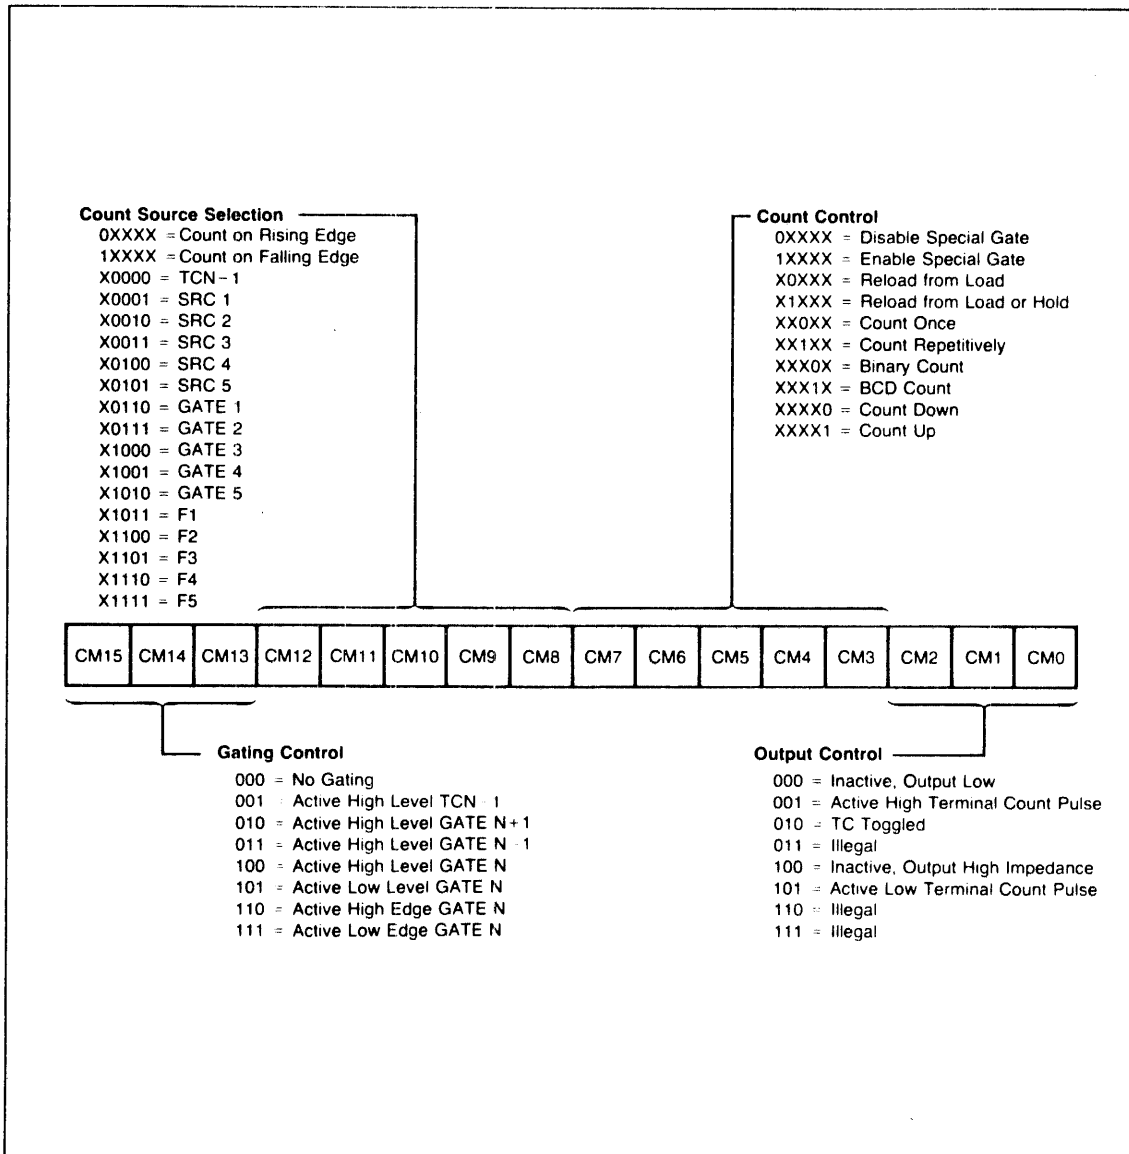 Count Source Selection
0XXXX = Count on Rising Edge
1XXXX = Count on Falling Edge
X0000 = TCN-1
X0001 = SRC 1
X0010 = SRC 2
X0011 = SRC 3
X0100 = SRC 4
X0101 = SRC 5
X0110 = GATE 1
X0111 = GATE 2
X1000 = GATE 3
X1001 = GATE 4
X1010 = GATE 5
X1011 = F1
X1100 = F2
X1101 = F3
X1110 = F4
X1111 = F5
Count Control
0XXXX = Disable Special Gate
1XXXX = Enable Special Gate
X0XXX = Reload from Load
X1XXX = Reload from Load or Hold
XX0XX = Count Once
XX1XX = Count Repetitively
XXX0X = Binary Count
XXX1X = BCD Count
XXXX0 = Count Down
XXXX1 = Count Up
CM15 CM14 CM13 CM12 CM11 CM10 CM9 CM8 CM7 CM6 CM5 CM4 CM3 CM2 CM1 CM0
Gating Control
000 = No Gating
001 = Active High Level TCN-1
010 = Active High Level GATE N+1
011 = Active High Level GATE N-1
100 = Active High Level GATE N
101 = Active Low Level GATE N
110 = Active High Edge GATE N
111 = Active Low Edge GATE N
Output Control
000 = Inactive, Output Low
001 = Active High Terminal Count Pulse
010 = TC Toggled
011 = Illegal
100 = Inactive, Output High Impedance
101 = Active Low Terminal Count Pulse
110 = Illegal
111 = Illegal